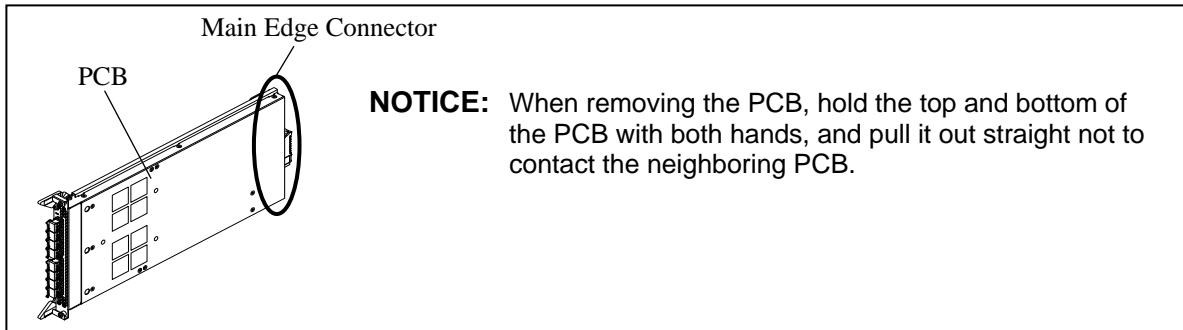 Main Edge Connector
PCB
NOTICE: When removing the PCB, hold the top and bottom of
the PCB with both hands, and pull it out straight not to
contact the neighboring PCB.